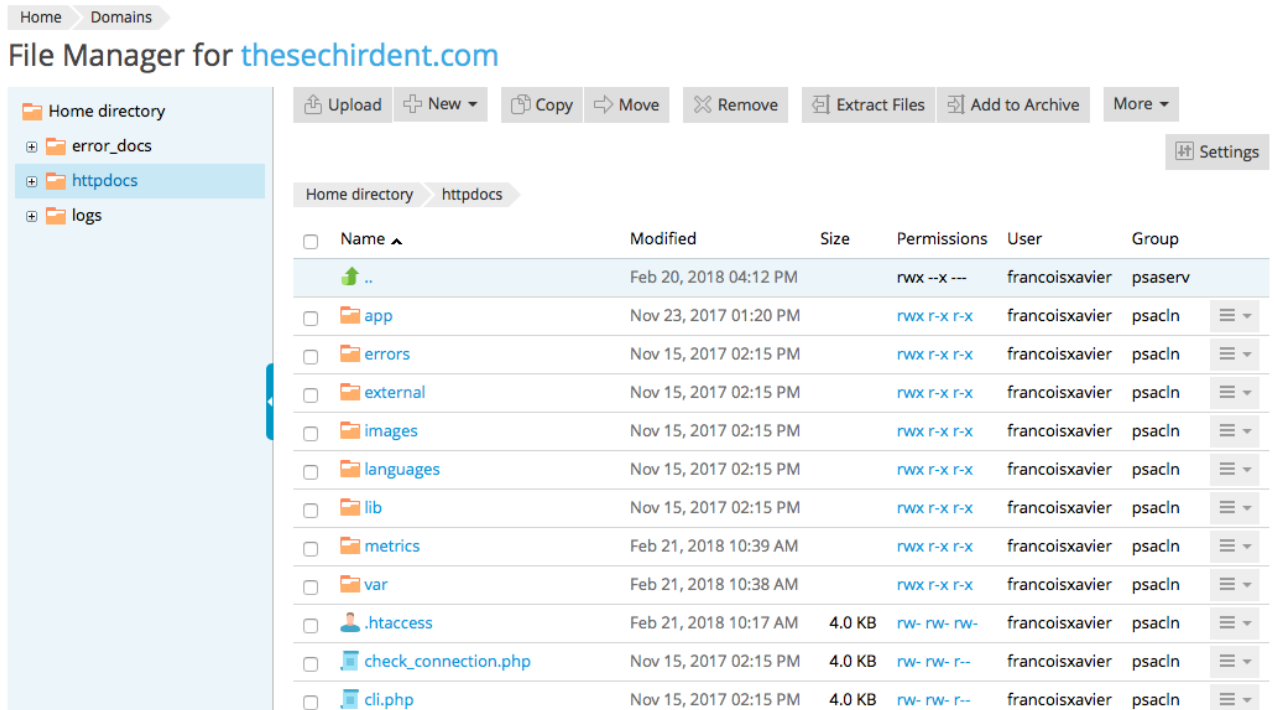 Home Domains
File Manager for thesechirdent.com
Home directory
error_docs
httpdocs
logs
Upload New Copy Move Remove Extract Files Add to Archive More
Settings
Home directory httpdocs
Name Modified Size Permissions User Group
.. Feb 20, 2018 04:12 PM rwx --x --- francoisxavier psaserv
app Nov 23, 2017 01:20 PM rwx r-x r-x francoisxavier psacln
errors Nov 15, 2017 02:15 PM rwx r-x r-x francoisxavier psacln
external Nov 15, 2017 02:15 PM rwx r-x r-x francoisxavier psacln
images Nov 15, 2017 02:15 PM rwx r-x r-x francoisxavier psacln
languages Nov 15, 2017 02:15 PM rwx r-x r-x francoisxavier psacln
lib Nov 15, 2017 02:15 PM rwx r-x r-x francoisxavier psacln
metrics Feb 21, 2018 10:39 AM rwx r-x r-x francoisxavier psacln
var Feb 21, 2018 10:38 AM rwx r-x r-x francoisxavier psacln
.htaccess Feb 21, 2018 10:17 AM 4.0 KB rw- rw- rw- francoisxavier psacln
check_connection.php Nov 15, 2017 02:15 PM 4.0 KB rw- rw- r-- francoisxavier psacln
cli.php Nov 15, 2017 02:15 PM 4.0 KB rw- rw- r-- francoisxavier psacln